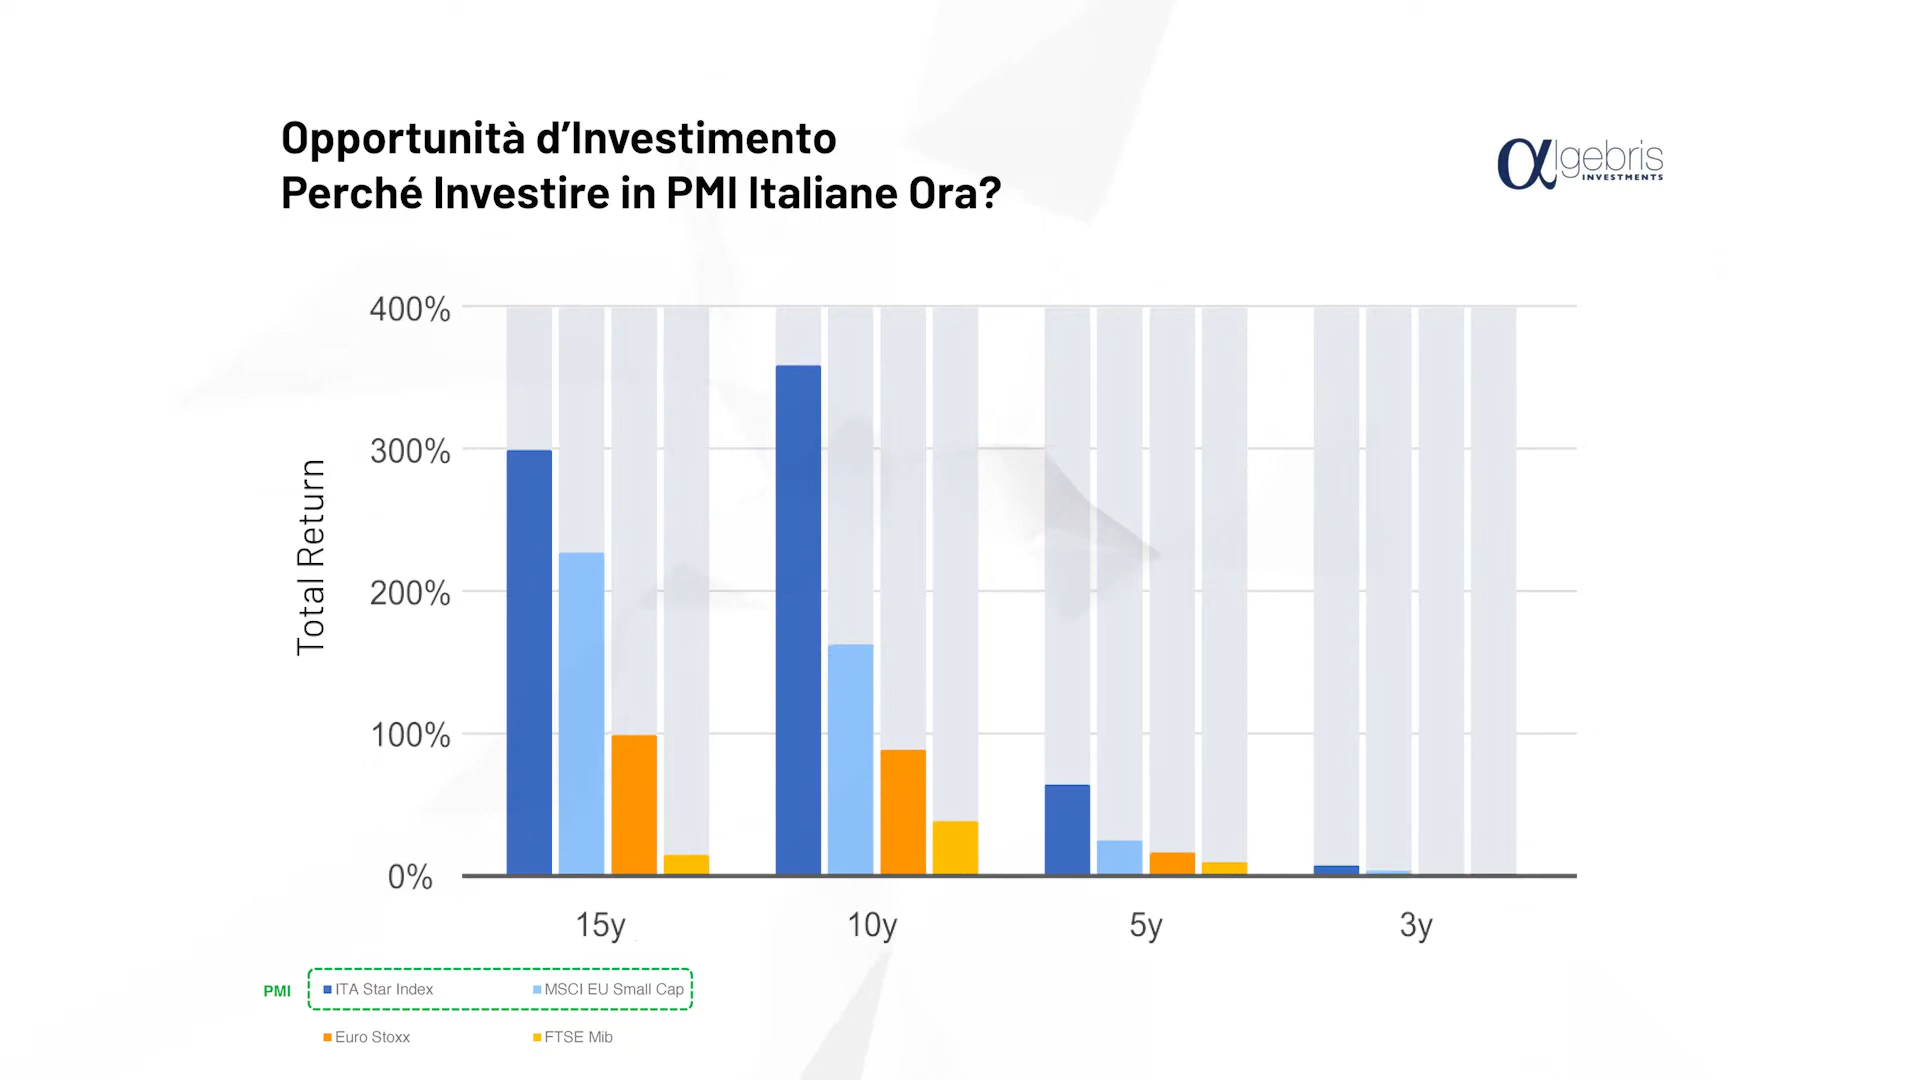 Opportunità d’Investimento
Perché Investire in PMI Italiane Ora?
αlgebris
INVESTMENTS
400%
300%
200%
100%
0%
Total Return
15y
10y
5y
3y
PMI
ITA Star Index
MSCI EU Small Cap
Euro Stoxx
FTSE Mib